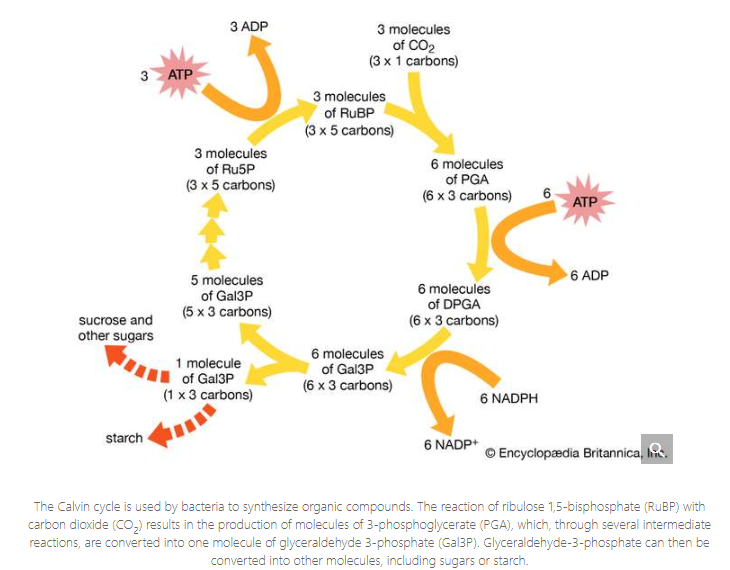 3 ADP
3 molecules
of CO₂
(3 x 1 carbons)
3 ATP
3 molecules
of RuBP
(3 x 5 carbons)
3 molecules
of Ru5P
(3 x 5 carbons)
6 molecules
of PGA
(6 x 3 carbons)
6 ATP
6 ADP
5 molecules
of Gal3P
(5 x 3 carbons)
6 molecules
of DPGA
(6 x 3 carbons)
sucrose and
other sugars
1 molecule
of Gal3P
(1 x 3 carbons)
6 molecules
of Gal3P
(6 x 3 carbons)
6 NADPH
starch
6 NADP⁺
© Encyclopædia Britannica, Inc.
The Calvin cycle is used by bacteria to synthesize organic compounds. The reaction of ribulose 1,5-bisphosphate (RuBP) with
carbon dioxide (CO₂) results in the production of molecules of 3-phosphoglycerate (PGA), which, through several intermediate
reactions, are converted into one molecule of glyceraldehyde 3-phosphate (Gal3P). Glyceraldehyde-3-phosphate can then be
converted into other molecules, including sugars or starch.